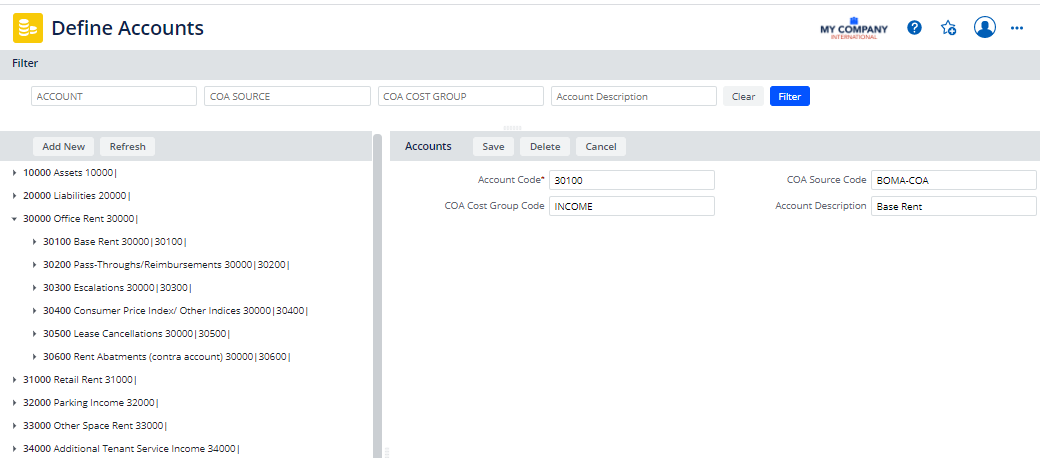 Define Accounts
MY COMPANY
INTERNATIONAL
Filter
ACCOUNT COA SOURCE COA COST GROUP Account Description Clear Filter
Add New Refresh
Accounts Save Delete Cancel
10000 Assets 10000|
20000 Liabilities 20000|
30000 Office Rent 30000|
30100 Base Rent 30000|30100|
30200 Pass-Throughs/Reimbursements 30000|30200|
30300 Escalations 30000|30300|
30400 Consumer Price Index/ Other Indices 30000|30400|
30500 Lease Cancellations 30000|30500|
30600 Rent Abatments (contra account) 30000|30600|
31000 Retail Rent 31000|
32000 Parking Income 32000|
33000 Other Space Rent 33000|
34000 Additional Tenant Service Income 34000|
Account Code* 30100 COA Source Code BOMA-COA
COA Cost Group Code INCOME Account Description Base Rent